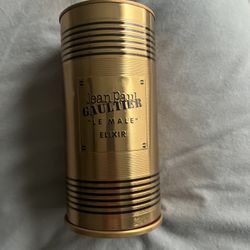 Jean Paul
GAULTIER
"LE MALE"
ELIXIR